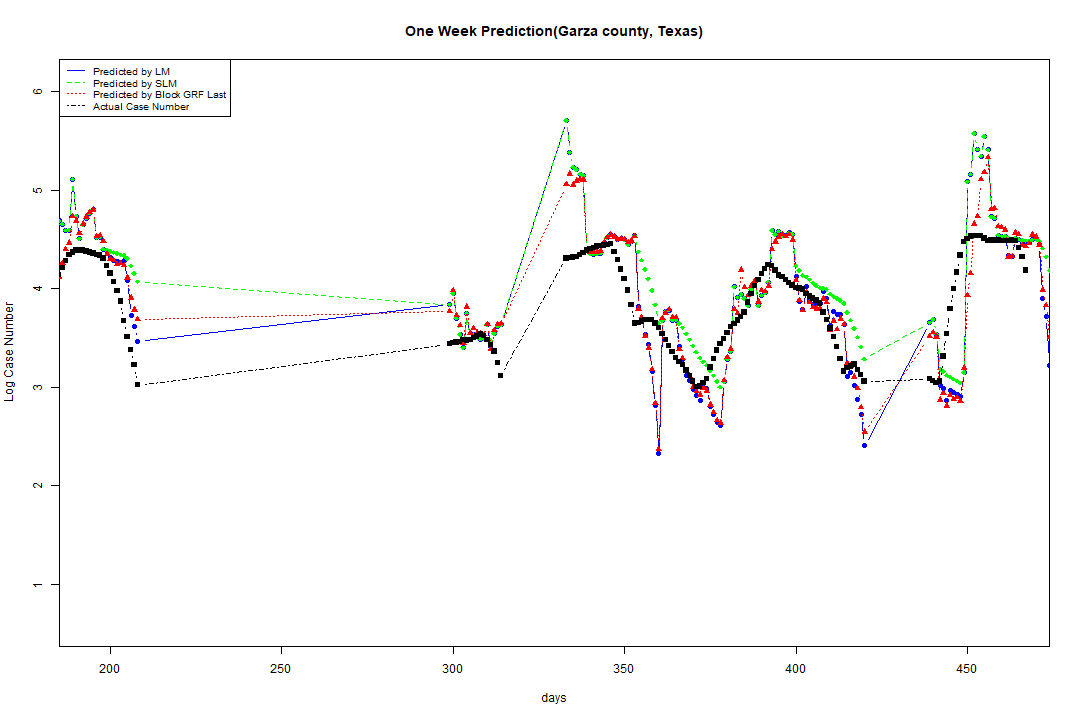 One Week Prediction(Garza county, Texas)
Predicted by LM
Predicted by SLM
Predicted by Block GRF Last
Actual Case Number
6
5
4
3
2
1
Log Case Number
200 250 300 350 400 450
days